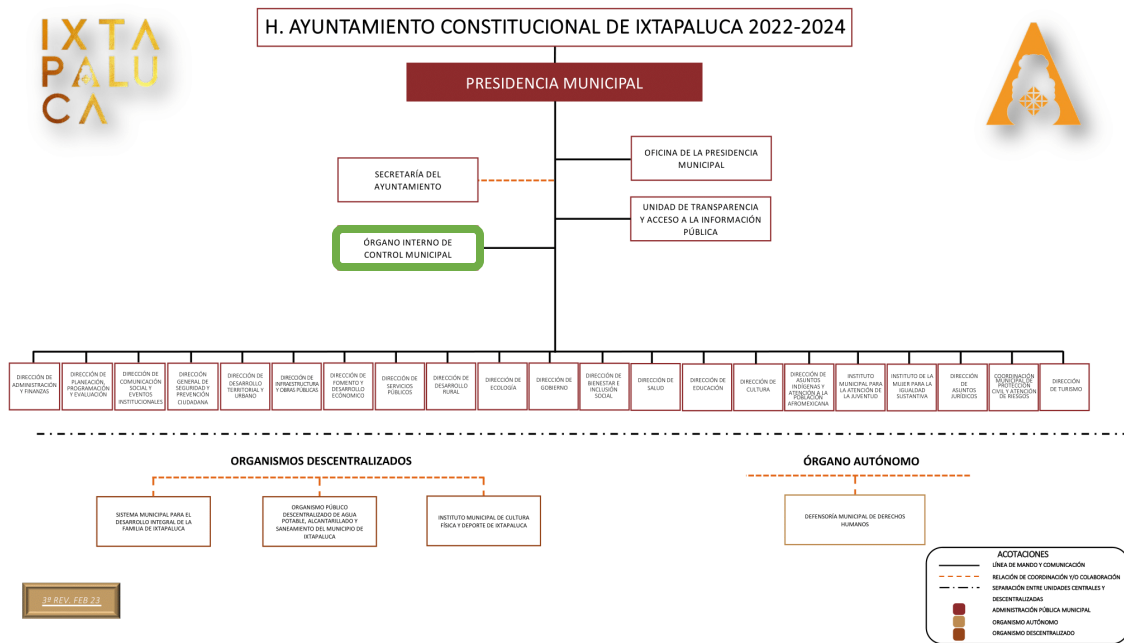 IXTA
PALU
CA
H. AYUNTAMIENTO CONSTITUCIONAL DE IXTAPALUCA 2022-2024
PRESIDENCIA MUNICIPAL
OFICINA DE LA PRESIDENCIA
MUNICIPAL
SECRETARÍA DEL
AYUNTAMIENTO
UNIDAD DE TRANSPARENCIA
Y ACCESO A LA INFORMACIÓN
PÚBLICA
ÓRGANO INTERNO DE
CONTROL MUNICIPAL
DIRECCIÓN DE
ADMINISTRACIÓN
Y FINANZAS
DIRECCIÓN DE
PLANEACIÓN,
PROGRAMACIÓN
Y EVALUACIÓN
DIRECCIÓN DE
COMUNICACIÓN
SOCIAL Y
EVENTOS
INSTITUCIONALES
DIRECCIÓN
GENERAL DE
SEGURIDAD Y
PREVENCIÓN
CIUDADANA
DIRECCIÓN DE
DESARROLLO
TERRITORIAL Y
URBANO
DIRECCIÓN DE
INFRAESTRUCTURA
Y OBRAS PÚBLICAS
DIRECCIÓN DE
FOMENTO Y
DESARROLLO
ECONÓMICO
DIRECCIÓN DE
SERVICIOS
PÚBLICOS
DIRECCIÓN DE
DESARROLLO
RURAL
DIRECCIÓN DE
ECOLOGÍA
DIRECCIÓN DE
GOBIERNO
DIRECCIÓN DE
BIENESTAR E
INCLUSIÓN
SOCIAL
DIRECCIÓN DE
SALUD
DIRECCIÓN DE
EDUCACIÓN
DIRECCIÓN DE
CULTURA
DIRECCIÓN DE
ASUNTOS
INDÍGENAS Y
ATENCIÓN A LA
POBLACIÓN
AFROMEXICANA
INSTITUTO
MUNICIPAL PARA
LA ATENCIÓN DE
LA JUVENTUD
INSTITUTO DE LA
MUJER PARA LA
IGUALDAD
SUSTANTIVA
DIRECCIÓN
DE
ASUNTOS
JURÍDICOS
COORDINACIÓN
MUNICIPAL DE
PROTECCIÓN
CIVIL Y ATENCIÓN
DE RIESGOS
DIRECCIÓN
DE TURISMO
ORGANISMOS DESCENTRALIZADOS
SISTEMA MUNICIPAL PARA EL
DESARROLLO INTEGRAL DE LA
FAMILIA DE IXTAPALUCA
ORGANISMO PÚBLICO
DESCENTRALIZADO DE AGUA
POTABLE, ALCANTARILLADO Y
SANEAMIENTO DEL MUNICIPIO DE
IXTAPALUCA
INSTITUTO MUNICIPAL DE CULTURA
FÍSICA Y DEPORTE DE IXTAPALUCA
ÓRGANO AUTÓNOMO
DEFENSORÍA MUNICIPAL DE DERECHOS
HUMANOS
ACOTACIONES
LÍNEA DE MANDO Y COMUNICACIÓN
RELACIÓN DE COORDINACIÓN Y/O COLABORACIÓN
SEPARACIÓN ENTRE UNIDADES CENTRALES Y
DESCENTRALIZADAS
ADMINISTRACIÓN PÚBLICA MUNICIPAL
ORGANISMO AUTÓNOMO
ORGANISMO DESCENTRALIZADO
3ª REV. FEB 23